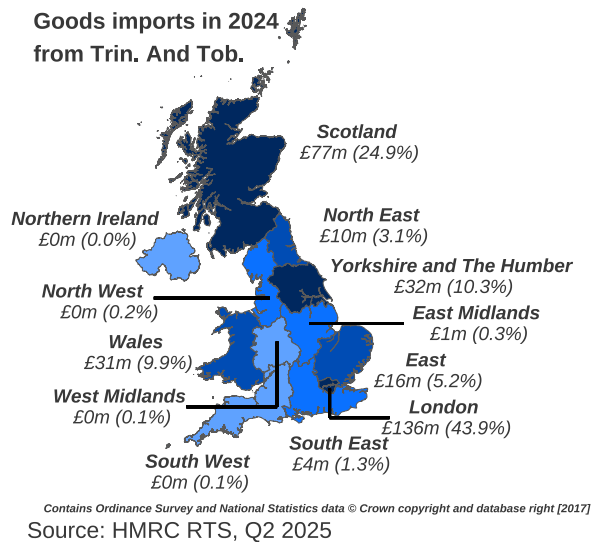 Goods imports in 2024
from Trin. And Tob.
Scotland
£77m (24.9%)
Northern Ireland
£0m (0.0%)
North East
£10m (3.1%)
Yorkshire and The Humber
£32m (10.3%)
North West
£0m (0.2%)
East Midlands
£1m (0.3%)
Wales
£31m (9.9%)
East
£16m (5.2%)
West Midlands
£0m (0.1%)
London
£136m (43.9%)
South East
£4m (1.3%)
South West
£0m (0.1%)
Contains Ordinance Survey and National Statistics data © Crown copyright and database right [2017]
Source: HMRC RTS, Q2 2025